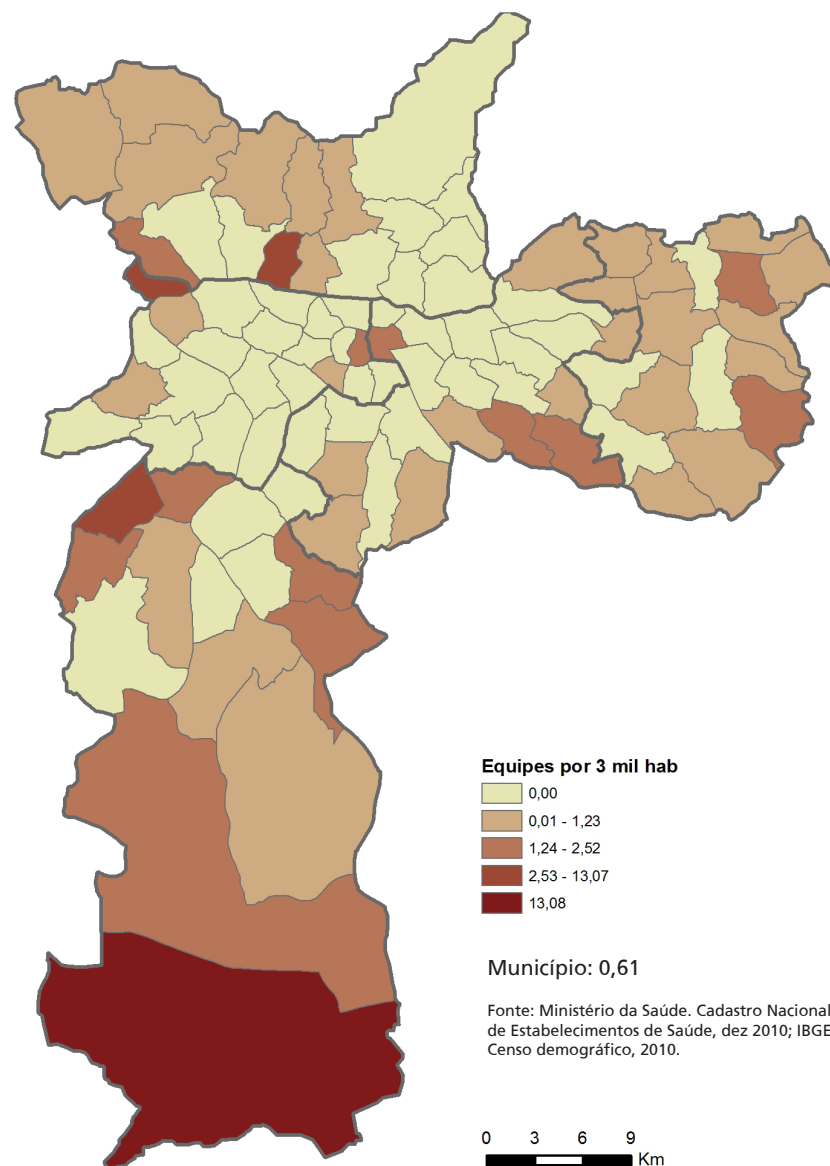 Equipes por 3 mil hab
0,00
0,01 - 1,23
1,24 - 2,52
2,53 - 13,07
13,08
Município: 0,61
Fonte: Ministério da Saúde. Cadastro Nacional
de Estabelecimentos de Saúde, dez 2010; IBGE
Censo demográfico, 2010.
0 3 6 9
Km